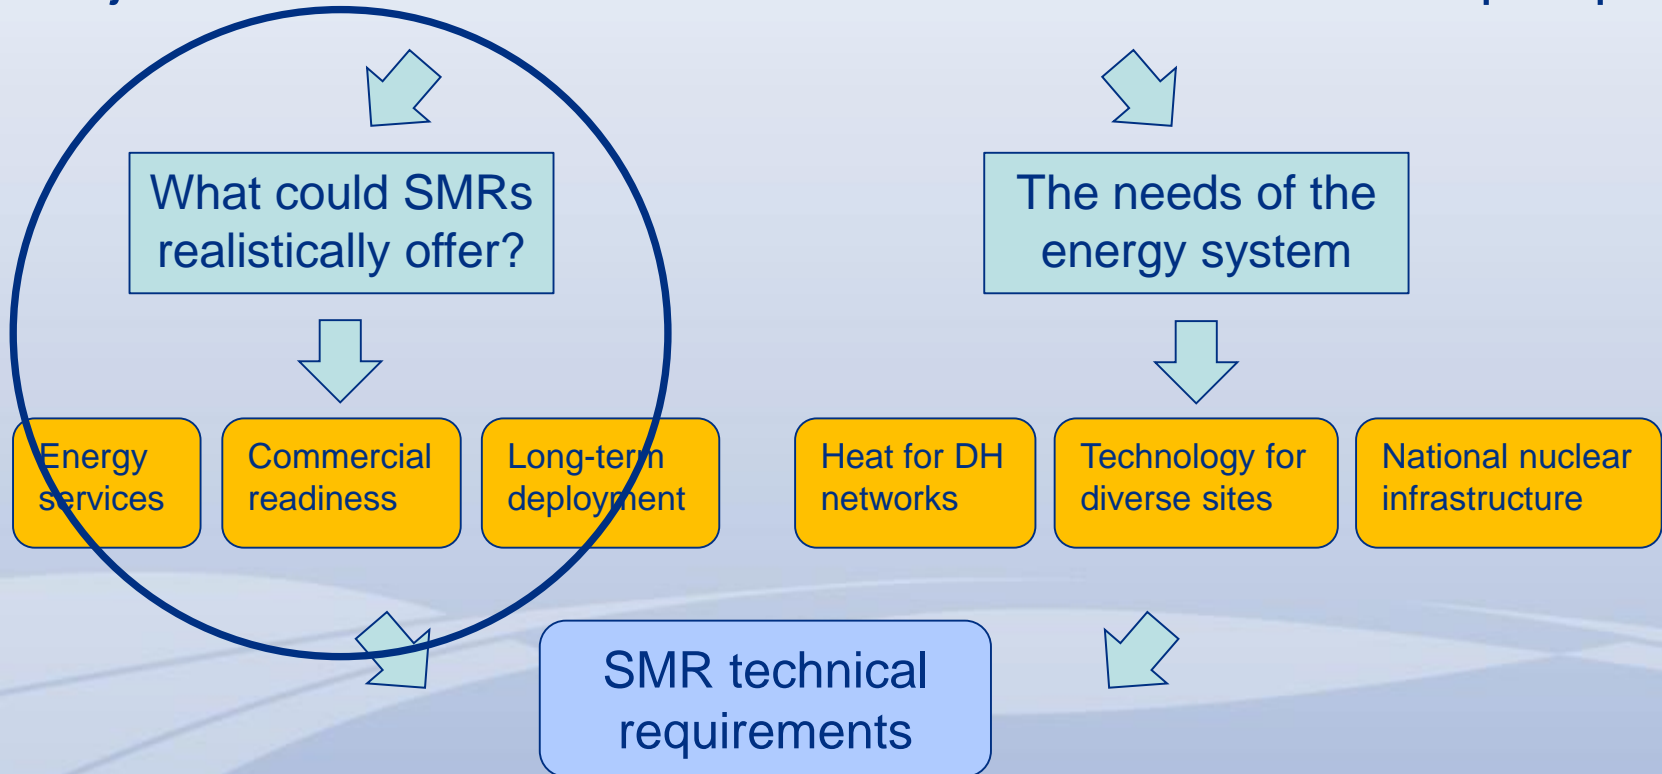 What could SMRs
realistically offer?
The needs of the
energy system
Energy
services
Commercial
readiness
Long-term
deployment
Heat for DH
networks
Technology for
diverse sites
National nuclear
infrastructure
SMR technical
requirements